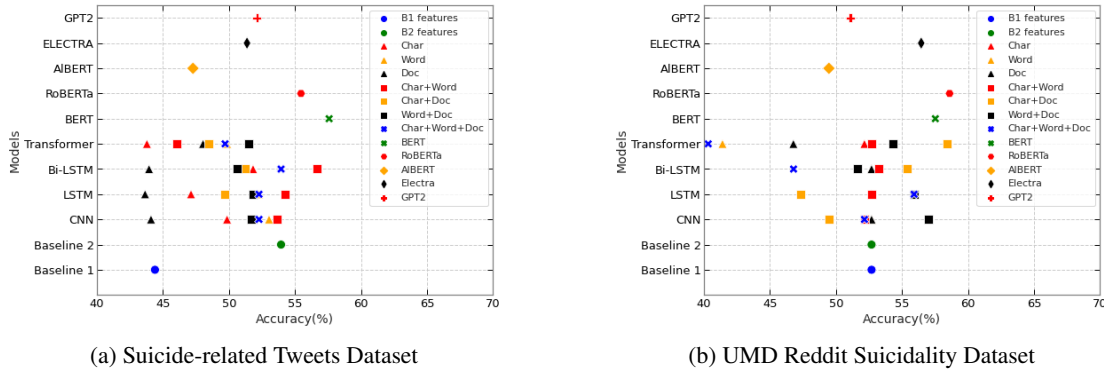 GPT2
ELECTRA
AlBERT
RoBERTa
BERT
Transformer
Bi-LSTM
LSTM
CNN
Baseline 2
Baseline 1
Models
40 45 50 55 60 65 70
Accuracy(%)
B1 features
B2 features
Char
Word
Doc
Char+Word
Char+Doc
Word+Doc
Char+Word+Doc
BERT
RoBERTa
AlBERT
Electra
GPT2
(a) Suicide-related Tweets Dataset
GPT2
ELECTRA
AlBERT
RoBERTa
BERT
Transformer
Bi-LSTM
LSTM
CNN
Baseline 2
Baseline 1
Models
40 45 50 55 60 65 70
Accuracy(%)
B1 features
B2 features
Char
Word
Doc
Char+Word
Char+Doc
Word+Doc
Char+Word+Doc
BERT
RoBERTa
AlBERT
Electra
GPT2
(b) UMD Reddit Suicidality Dataset